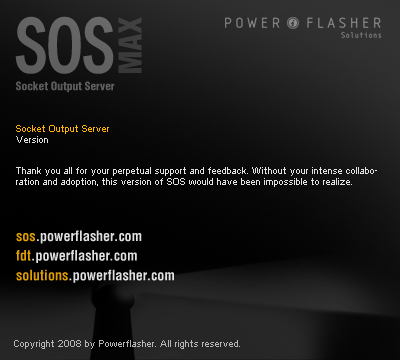 SOS MAX
POWER FLASHER
Solutions
Socket Output Server
Socket Output Server
Version
Thank you all for your perpetual support and feedback. Without your intense collabo-
ration and adoption, this version of SOS would have been impossible to realize.
sos.powerflasher.com
fdt.powerflasher.com
solutions.powerflasher.com
Copyright 2008 by Powerflasher. All rights reserved.